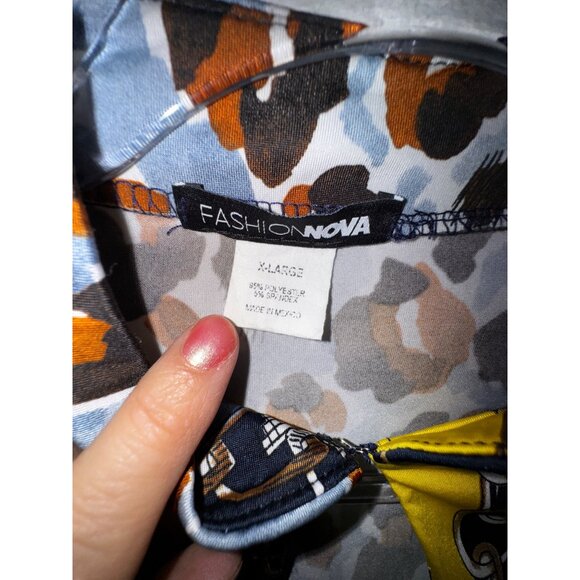 FASHIONNOVA
X-LARGE
95% POLYESTER
5% SPANDEX
MADE IN MEXICO